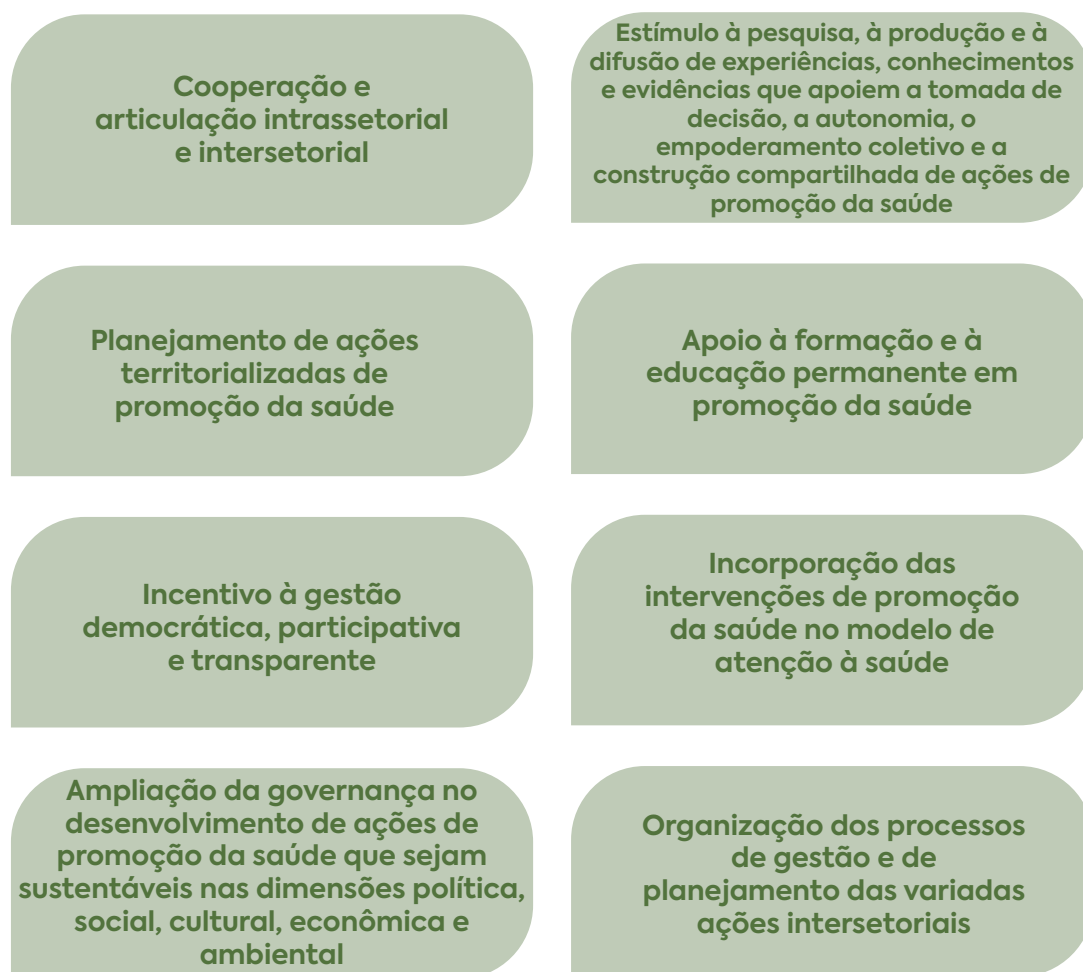 Cooperação e
articulação intrassetorial
e intersetorial
Estímulo à pesquisa, à produção e à
difusão de experiências, conhecimentos
e evidências que apoiem a tomada de
decisão, a autonomia, o
empoderamento coletivo e a
construção compartilhada de ações de
promoção da saúde
Planejamento de ações
territorializadas de
promoção da saúde
Apoio à formação e à
educação permanente em
promoção da saúde
Incentivo à gestão
democrática, participativa
e transparente
Incorporação das
intervenções de promoção
da saúde no modelo de
atenção à saúde
Ampliação da governança no
desenvolvimento de ações de
promoção da saúde que sejam
sustentáveis nas dimensões política,
social, cultural, econômica e
ambiental
Organização dos processos
de gestão e de
planejamento das variadas
ações intersetoriais